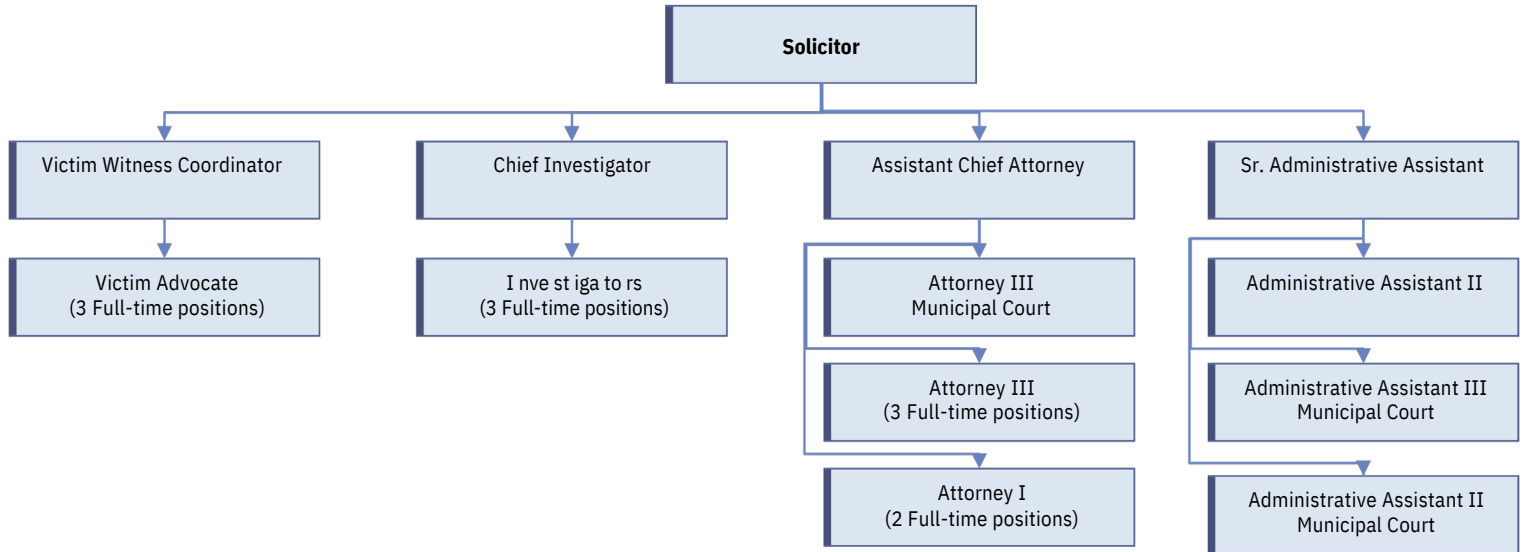 Solicitor
Victim Witness Coordinator
Chief Investigator
Assistant Chief Attorney
Sr. Administrative Assistant
Victim Advocate
(3 Full-time positions)
I nve st iga to rs
(3 Full-time positions)
Attorney III
Municipal Court
Administrative Assistant II
Attorney III
(3 Full-time positions)
Administrative Assistant III
Municipal Court
Attorney I
(2 Full-time positions)
Administrative Assistant II
Municipal Court